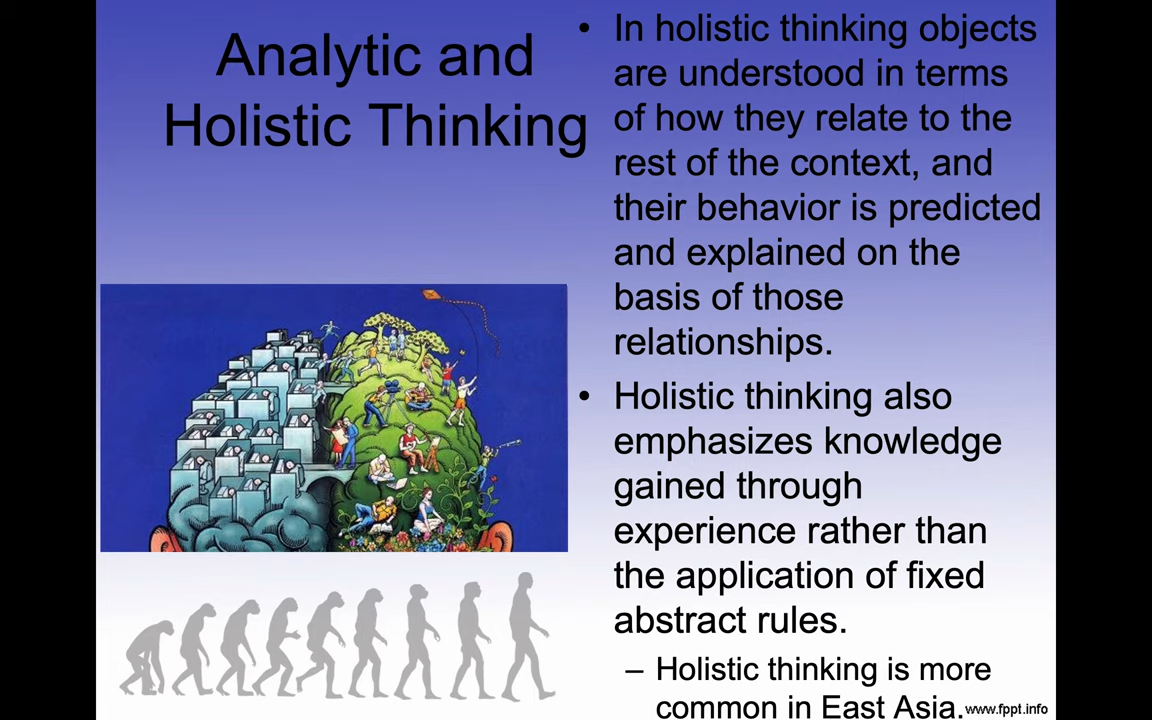 Analytic and
Holistic Thinking
• In holistic thinking objects
are understood in terms
of how they relate to the
rest of the context, and
their behavior is predicted
and explained on the
basis of those
relationships.
• Holistic thinking also
emphasizes knowledge
gained through
experience rather than
the application of fixed
abstract rules.
– Holistic thinking is more
common in East Asia.
www.fppt.info